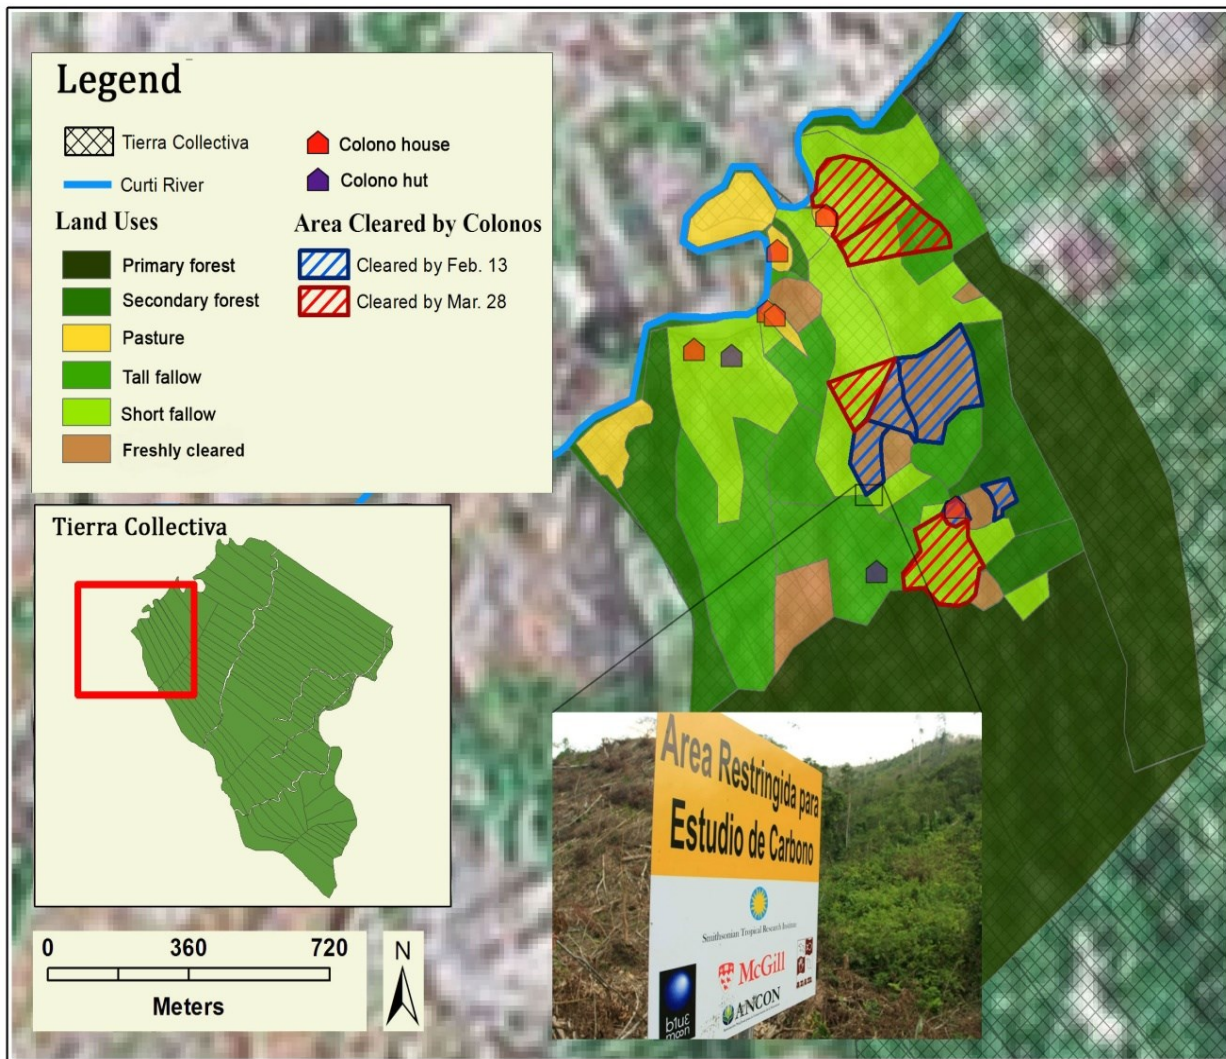 Legend
Tierra Collectiva
Curti River
Colono house
Colono hut
Land Uses
Primary forest
Secondary forest
Pasture
Tall fallow
Short fallow
Freshly cleared
Area Cleared by Colonos
Cleared by Feb. 13
Cleared by Mar. 28
Tierra Collectiva
0 360 720
Meters
N
Area Restringida para
Estudio de Carbono
Smithsonian Tropical Research Institute
McGill
ANCON
blue
moon